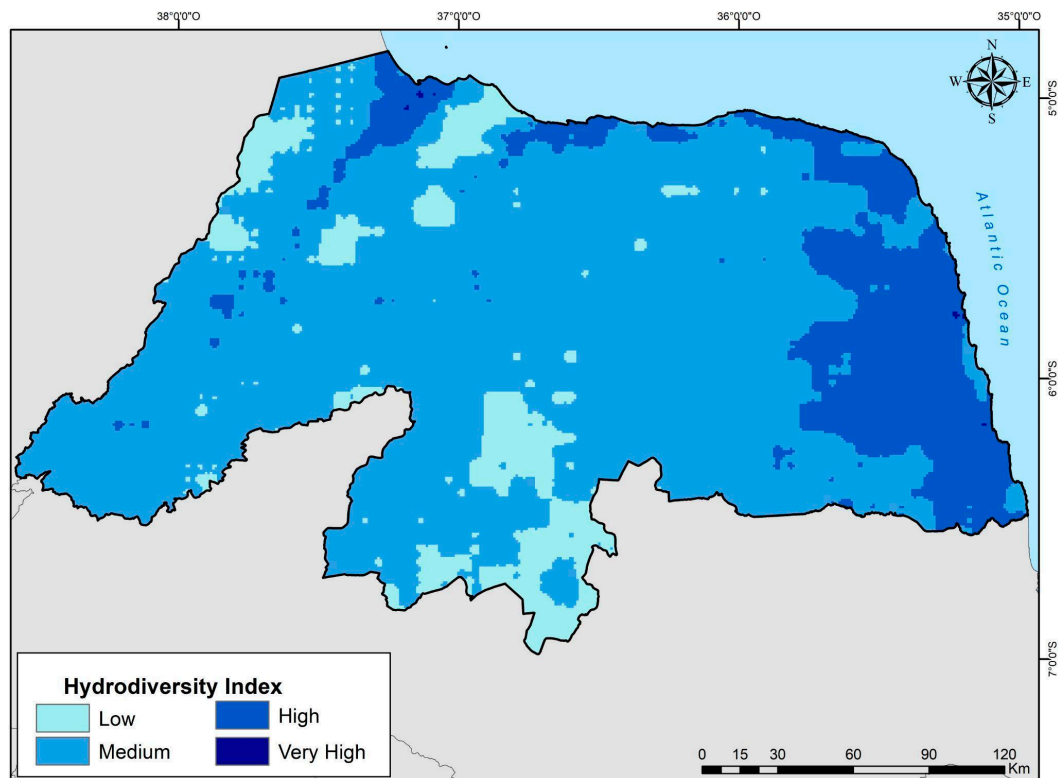 38°0'0"O 37°0'0"O 36°0'0"O 35°0'0"O
N
W E
S
5°0'0"S
Atlantic Ocean
6°0'0"S
7°0'0"S
Hydrodiversity Index
Low High
Medium Very High
0 15 30 60 90 120
Km